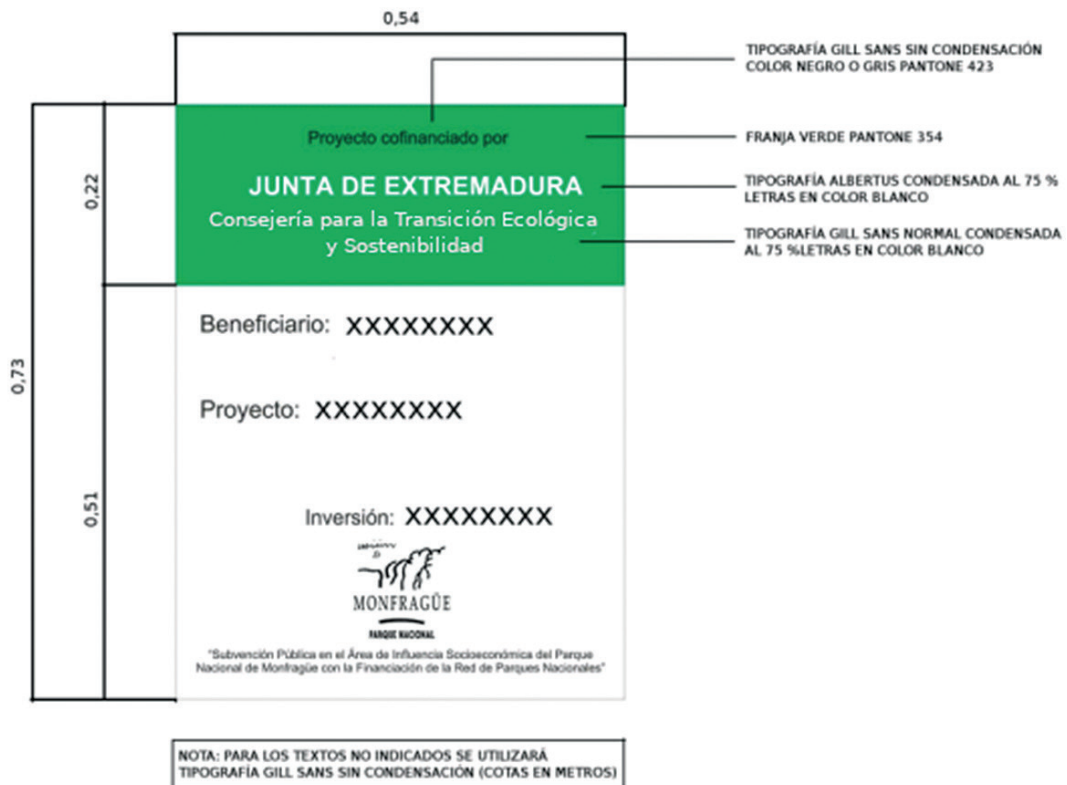 0,54
TIPOGRAFÍA GILL SANS SIN CONDENSACIÓN
COLOR NEGRO O GRIS PANTONE 423
Proyecto cofinanciado por
FRANJA VERDE PANTONE 354
0,22
JUNTA DE EXTREMADURA
TIPOGRAFÍA ALBERTUS CONDENSADA AL 75 %
LETRAS EN COLOR BLANCO
Consejería para la Transición Ecológica
y Sostenibilidad
TIPOGRAFÍA GILL SANS NORMAL CONDENSADA
AL 75 %LETRAS EN COLOR BLANCO
Beneficiario: XXXXXXXX
0,73
Proyecto: XXXXXXXX
0,51
Inversión: XXXXXXXX
MONFRAGÜE
PARQUE NACIONAL
"Subvención Pública en el Área de Influencia Socioeconómica del Parque
Nacional de Monfragüe con la Financiación de la Red de Parques Nacionales"
NOTA: PARA LOS TEXTOS NO INDICADOS SE UTILIZARÁ
TIPOGRAFÍA GILL SANS SIN CONDENSACIÓN (COTAS EN METROS)